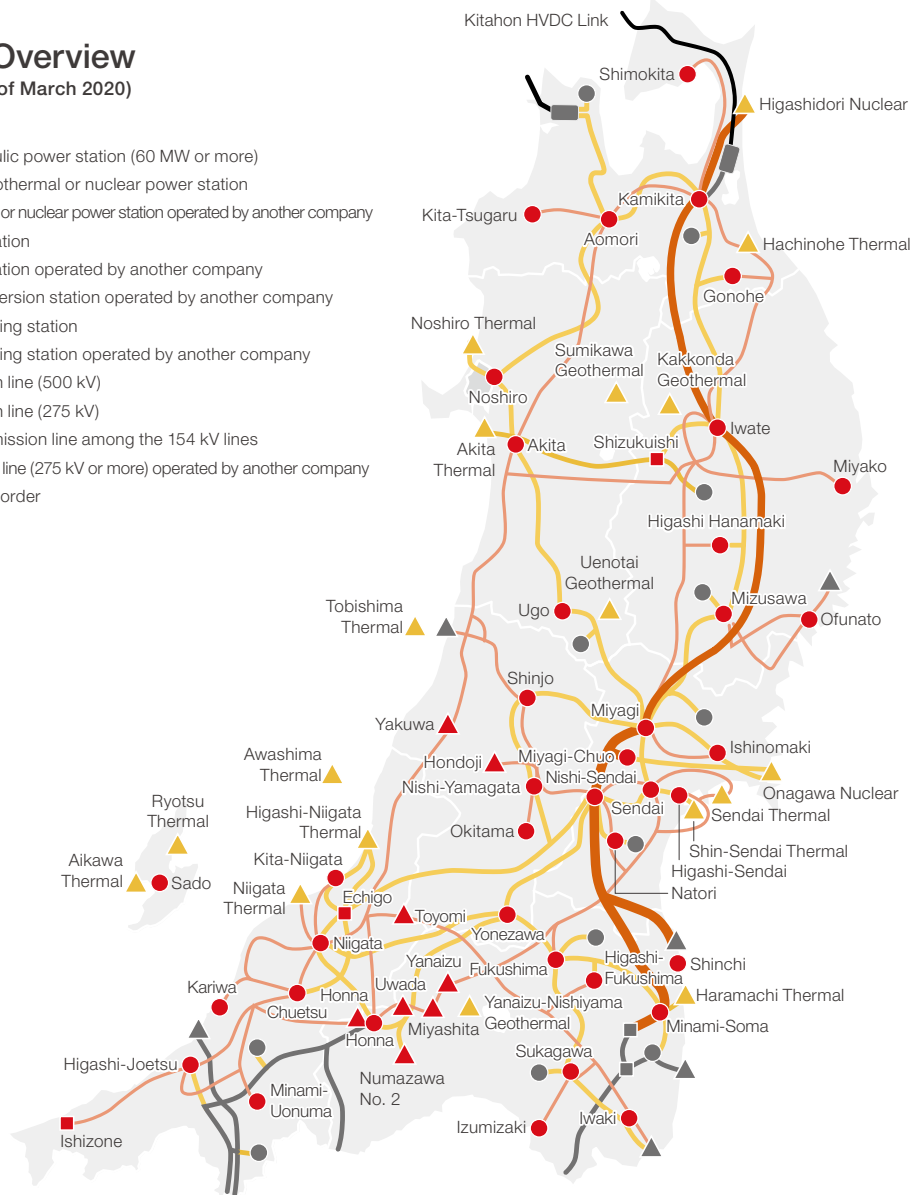 Overview
of March 2020)
ulic power station (60 MW or more)
othermal or nuclear power station
or nuclear power station operated by another company
ation
ation operated by another company
ersion station operated by another company
ing station
ing station operated by another company
n line (500 kV)
n line (275 kV)
mission line among the 154 kV lines
line (275 kV or more) operated by another company
order
Kitahon HVDC Link
Shimokita
Higashidori Nuclear
Kita-Tsugaru
Aomori
Kamikita
Hachinohe Thermal
Gonohe
Noshiro Thermal
Noshiro
Sumikawa
Geothermal
Kakkonda
Geothermal
Akita
Thermal
Akita
Shizukuishi
Iwate
Miyako
Higashi Hanamaki
Uenotai
Geothermal
Tobishima
Thermal
Ugo
Mizusawa
Ofunato
Shinjo
Yakuwa
Miyagi
Hondoji
Miyagi-Chuo
Ishinomaki
Awashima
Thermal
Nishi-Yamagata
Nishi-Sendai
Onagawa Nuclear
Ryotsu
Thermal
Higashi-Niigata
Thermal
Okitama
Sendai
Sendai Thermal
Shin-Sendai Thermal
Higashi-Sendai
Natori
Aikawa
Thermal
Sado
Kita-Niigata
Niigata
Thermal
Echigo
Toyomi
Niigata
Yonezawa
Yanaizu
Fukushima
Higashi-
Fukushima
Shinchi
Kariwa
Chuetsu
Honna
Uwada
Miyashita
Yanaizu-Nishiyama
Geothermal
Haramachi Thermal
Minami-Soma
Honna
Higashi-Joetsu
Numazawa
No. 2
Sukagawa
Minami-
Uonuma
Izumizaki
Iwaki
Ishizone